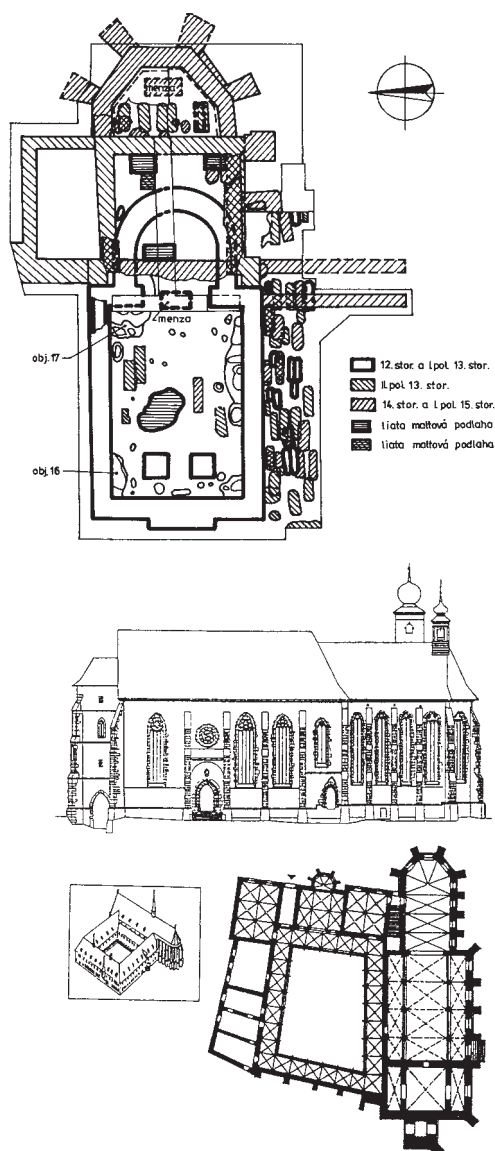 menza
menza
obj.17
obj.16
12. stor. a I.pol. 13. stor.
II.pol. 13. stor.
14. stor. a I.pol. 15. stor.
liata maltová podlaha
liata maltová podlaha